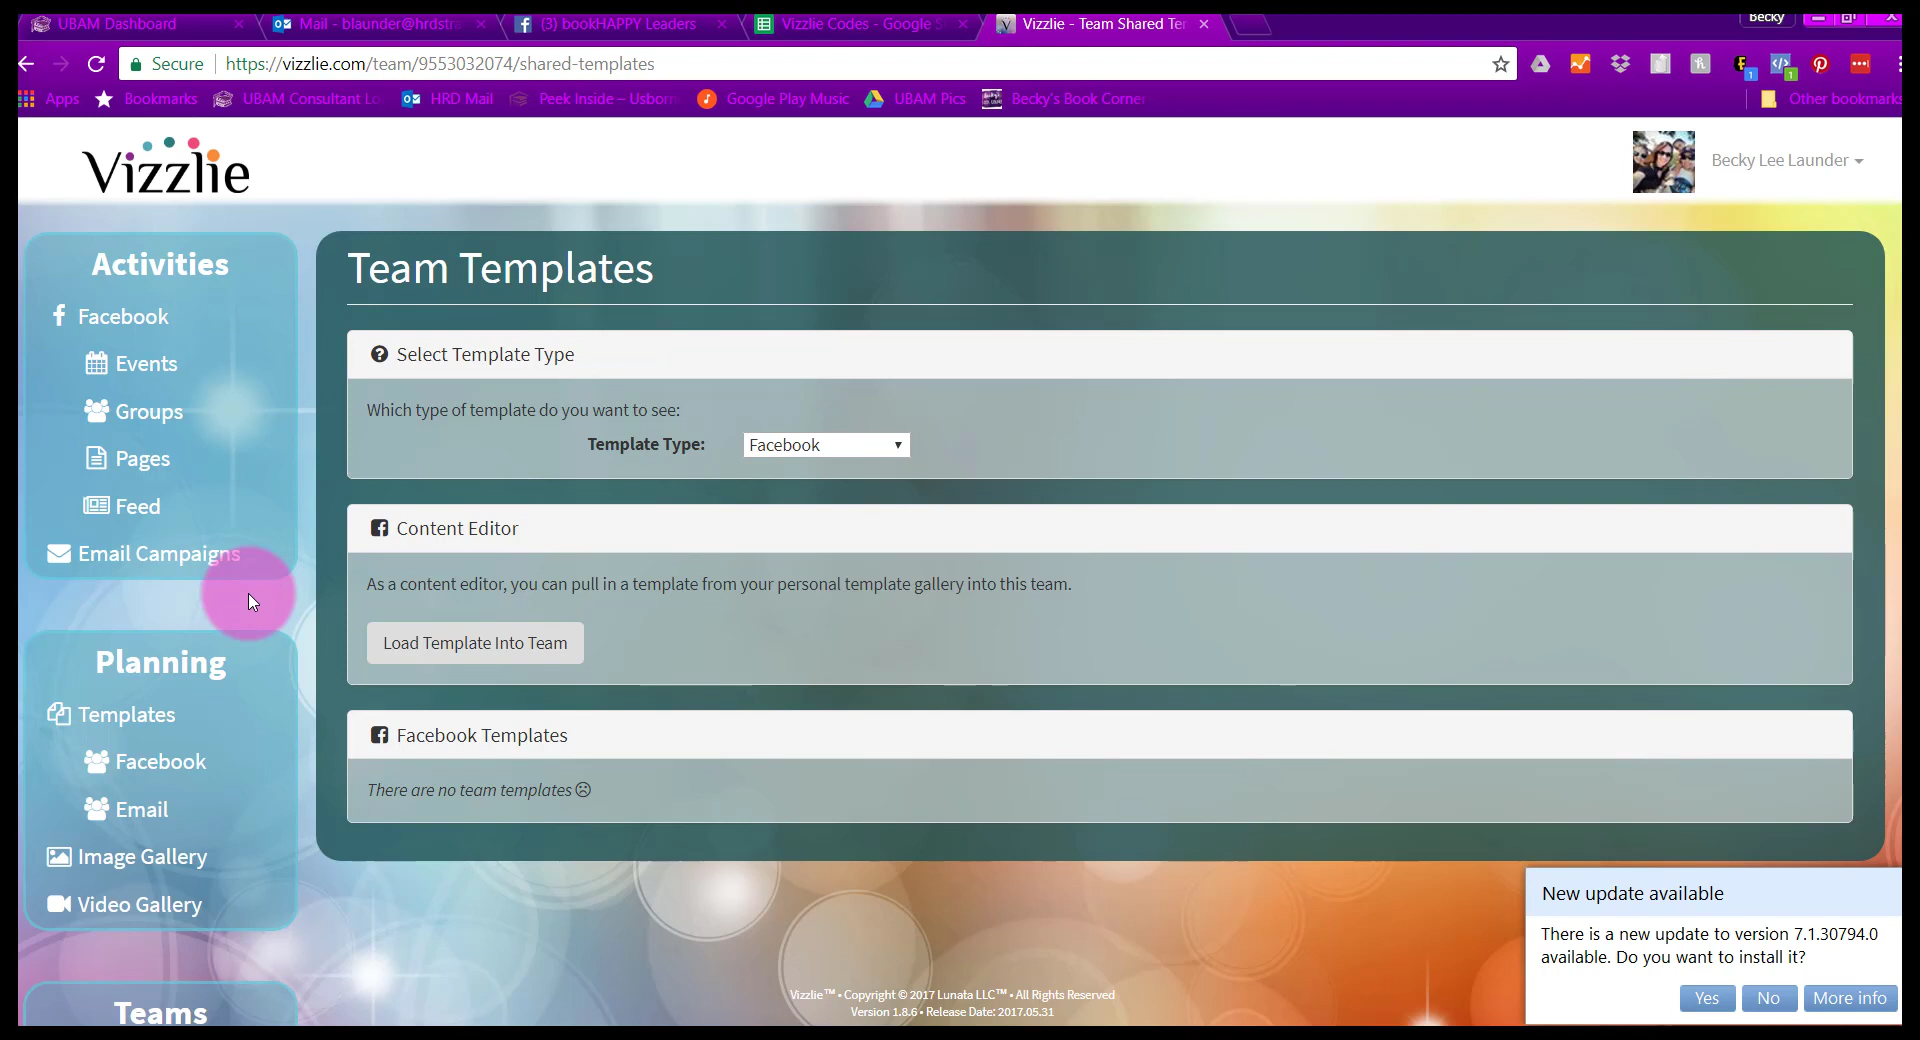 UBAM Dashboard
Mail - blaunder@hrdstra
(3) bookHAPPY Leaders
Vizzlie Codes - Google S
Vizzlie - Team Shared Ter
Becky
Secure https://vizzlie.com/team/9553032074/shared-templates
Apps
Bookmarks
UBAM Consultant Lo
HRD Mail
Peek Inside – Usborn
Google Play Music
UBAM Pics
Becky's Book Corner
Other bookmarks
Vizzlie
Becky Lee Launder
Activities
Facebook
Events
Groups
Pages
Feed
Email Campaigns
Planning
Templates
Facebook
Email
Image Gallery
Video Gallery
Teams
Team Templates
Select Template Type
Which type of template do you want to see:
Template Type: Facebook
Content Editor
As a content editor, you can pull in a template from your personal template gallery into this team.
Load Template Into Team
Facebook Templates
There are no team templates
Vizzlie™ • Copyright © 2017 Lunata LLC™ • All Rights Reserved
Version 1.8.6 • Release Date: 2017.05.31
New update available
There is a new update to version 7.1.30794.0
available. Do you want to install it?
Yes
No
More info